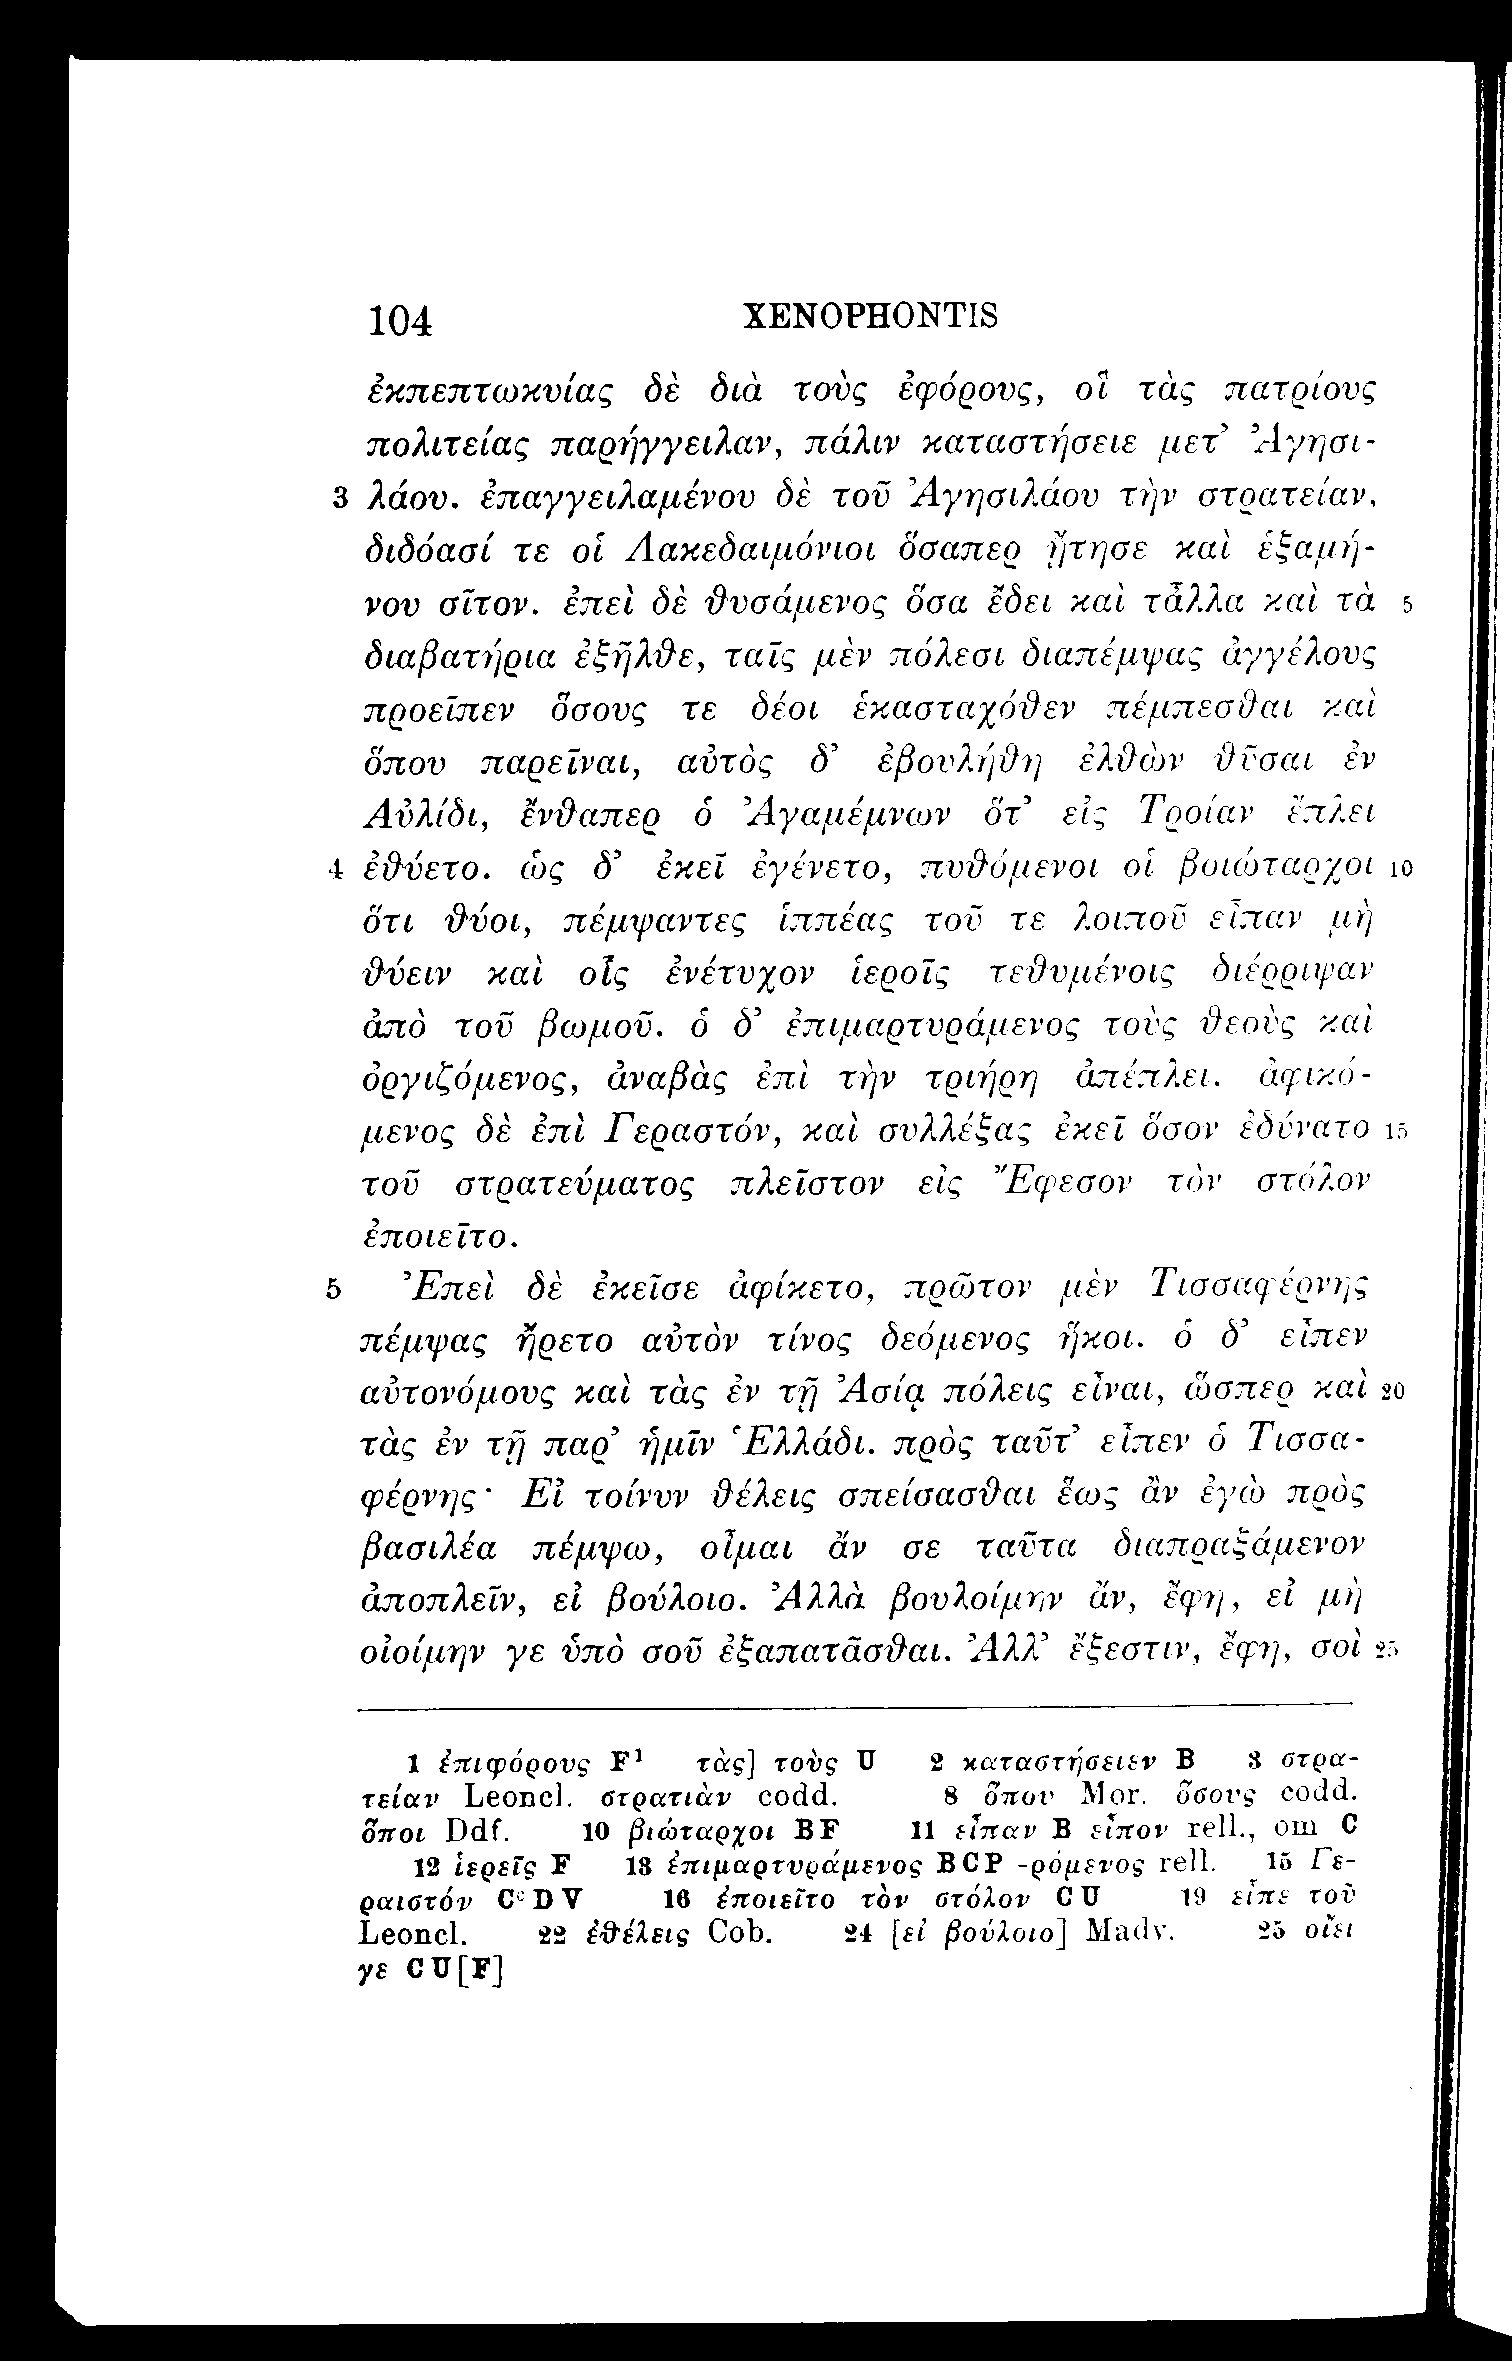 104 XENOPHONTIS
ἐκπεπτωκυίας δὲ διὰ τοὺς ἐφόρους, οἳ τὰς πατρίους
πολιτείας παρήγγειλαν, πάλιν καταστήσειε μετ’ Ἀγησι-
3 λάου. ἐπαγγειλαμένου δὲ τοῦ Ἀγησιλάου τὴν στρατείαν,
διδόασί τε οἱ Λακεδαιμόνιοι ὅσαπερ ᾔτησε καὶ ἑξαμή-
νου σῖτον. ἐπεὶ δὲ θυσάμενος ὅσα ἔδει καὶ τἆλλα καὶ τὰ 5
διαβατήρια ἐξῆλθε, ταῖς μὲν πόλεσι διαπέμψας ἀγγέλους
προεῖπεν ὅσους τε δέοι ἑκασταχόθεν πέμπεσθαι καὶ
ὅπου παρεῖναι, αὐτὸς δ’ ἐβουλήθη ἐλθὼν θῦσαι ἐν
Αὐλίδι, ἔνθαπερ ὁ Ἀγαμέμνων ὅτ’ εἰς Τροίαν ἔπλει
4 ἐθύετο. ὡς δ’ ἐκεῖ ἐγένετο, πυθόμενοι οἱ βοιώταρχοι 10
ὅτι θύοι, πέμψαντες ἱππέας τοῦ τε λοιποῦ εἶπαν μὴ
θύειν καὶ οἷς ἐνέτυχον ἱεροῖς τεθυμένοις διέρριψαν
ἀπὸ τοῦ βωμοῦ. ὁ δ’ ἐπιμαρτυράμενος τοὺς θεοὺς καὶ
ὀργιζόμενος, ἀναβὰς ἐπὶ τὴν τριήρη ἀπέπλει. ἀφικό-
μενος δὲ ἐπὶ Γεραστόν, καὶ συλλέξας ἐκεῖ ὅσον ἐδύνατο 15
τοῦ στρατεύματος πλεῖστον εἰς Ἔφεσον τὸν στόλον
ἐποιεῖτο.
5 Ἐπεὶ δὲ ἐκεῖσε ἀφίκετο, πρῶτον μὲν Τισσαφέρνης
πέμψας ἤρετο αὐτὸν τίνος δεόμενος ἥκοι. ὁ δ’ εἶπεν
αὐτονόμους καὶ τὰς ἐν τῇ Ἀσίᾳ πόλεις εἶναι, ὥσπερ καὶ 20
τὰς ἐν τῇ παρ’ ἡμῖν Ἑλλάδι. πρὸς ταῦτ’ εἶπεν ὁ Τισσα-
φέρνης· Εἰ τοίνυν θέλεις σπείσασθαι ἕως ἂν ἐγὼ πρὸς
βασιλέα πέμψω, οἶμαι ἄν σε ταῦτα διαπραξάμενον
ἀποπλεῖν, εἰ βούλοιο. Ἀλλὰ βουλοίμην ἄν, ἔφη, εἰ μὴ
οἰοίμην γε ὑπὸ σοῦ ἐξαπατᾶσθαι. Ἀλλ’ ἔξεστιν, ἔφη, σοὶ 25
1 ἐπιφόρους F¹ τὰς] τοὺς U 2 καταστήσειεν B 3 στρα-
τείαν Leoncl. στρατιὰν codd. 8 ὅπου Mor. ὅσους codd.
ὅποι Ddf. 10 βιώταρχοι BF 11 εἶπαν B εἶπον rell., om C
12 ἱερεῖς F 13 ἐπιμαρτυράμενος BCP -ρόμενος rell. 15 Γε-
ραιστόν CᶜDV 16 ἐποιεῖτο τὸν στόλον CU 19 εἶπε τοῦ
Leoncl. 22 ἐθέλεις Cob. 24 [εἰ βούλοιο] Madv. 25 οἴει
γε CU[F]